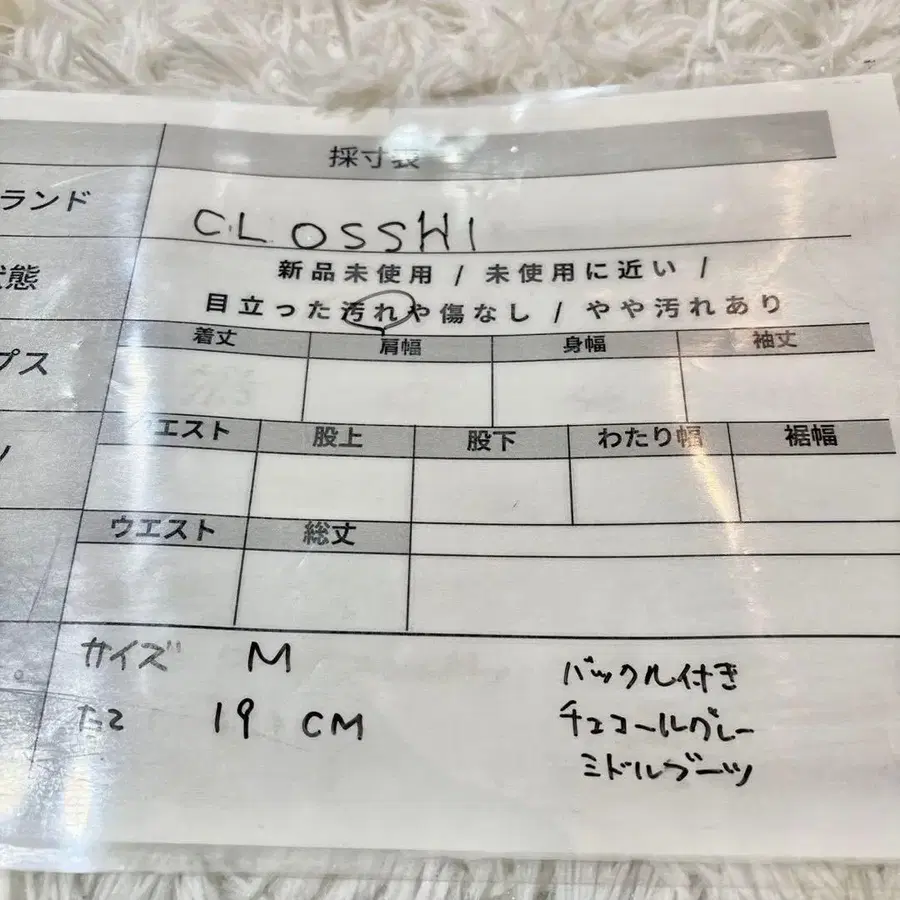 採寸表
ランド
CLOSSHI
状態
新品未使用 / 未使用に近い /
目立った汚れや傷なし / やや汚れあり
プス
着丈 肩幅 身幅 袖丈
ウエスト 股上 股下 わたり幅 裾幅
ウエスト 総丈
サイズ M
たて 19 CM
バックル付き
チェコールグレー
ミドルブーツ